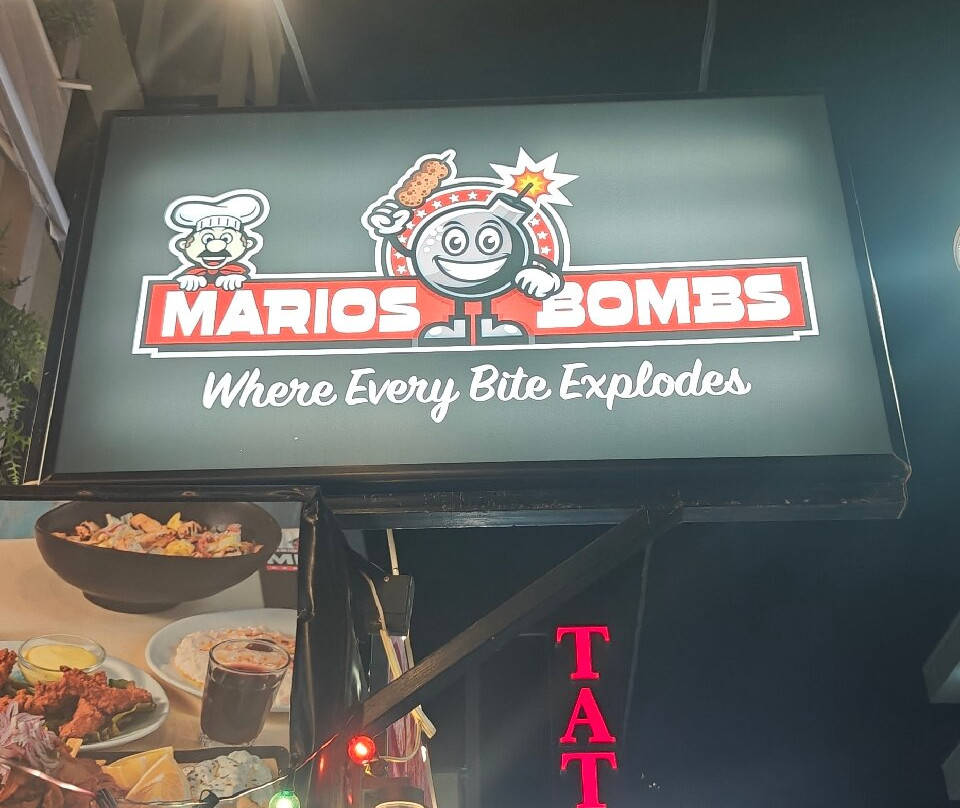 MARIOS BOMBS
Where Every Bite Explodes
TAT